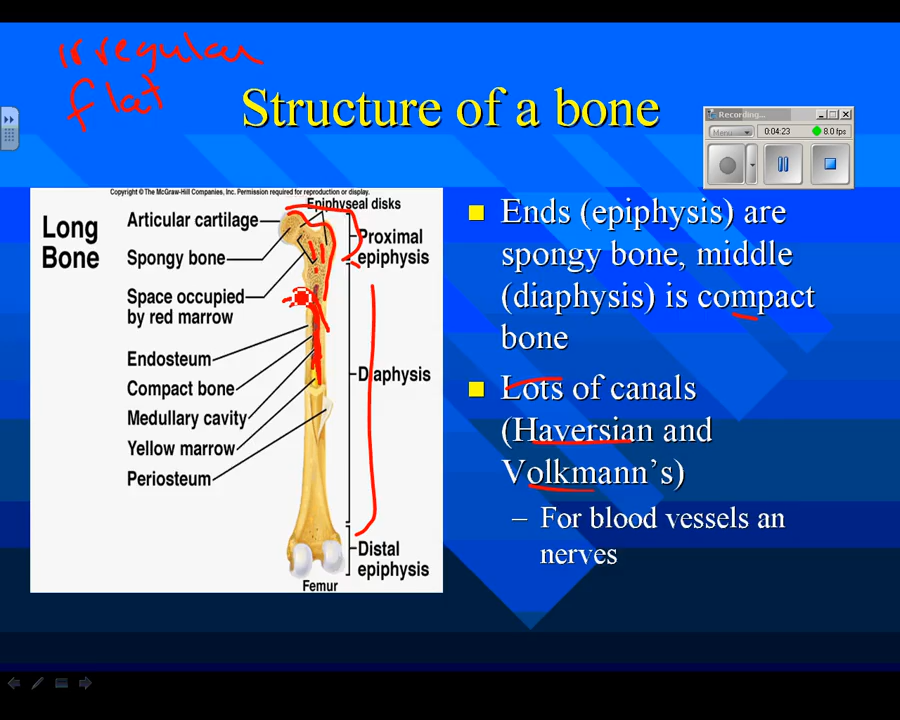 irregular
flat
Structure of a bone
Recording...
Menu
0:04:23
8.0 fps
Copyright © The McGraw-Hill Companies, Inc. Permission required for reproduction or display.
Long
Bone
Articular cartilage
Spongy bone
Space occupied
by red marrow
Endosteum
Compact bone
Medullary cavity
Yellow marrow
Periosteum
Epiphyseal disks
Proximal
epiphysis
Diaphysis
Distal
epiphysis
Femur
Ends (epiphysis) are
spongy bone, middle
(diaphysis) is compact
bone
Lots of canals
(Haversian and
Volkmann's)
– For blood vessels an
nerves